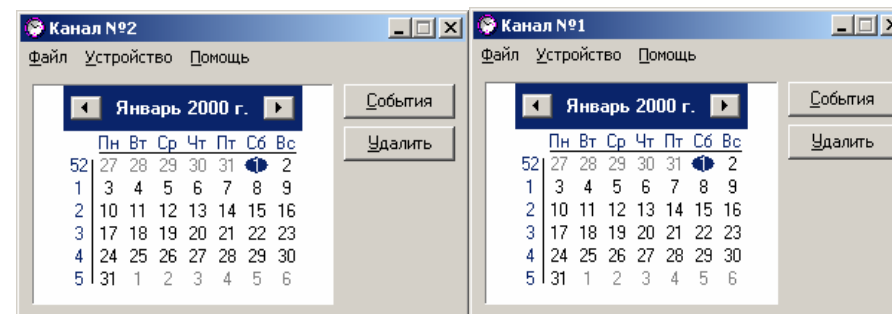 Канал №2
Файл Устройство Помощь
Январь 2000 г.
События
Удалить
Пн Вт Ср Чт Пт Сб Вс
52 27 28 29 30 31 1 2
1 3 4 5 6 7 8 9
2 10 11 12 13 14 15 16
3 17 18 19 20 21 22 23
4 24 25 26 27 28 29 30
5 31 1 2 3 4 5 6
Канал №1
Файл Устройство Помощь
Январь 2000 г.
События
Удалить
Пн Вт Ср Чт Пт Сб Вс
52 27 28 29 30 31 1 2
1 3 4 5 6 7 8 9
2 10 11 12 13 14 15 16
3 17 18 19 20 21 22 23
4 24 25 26 27 28 29 30
5 31 1 2 3 4 5 6